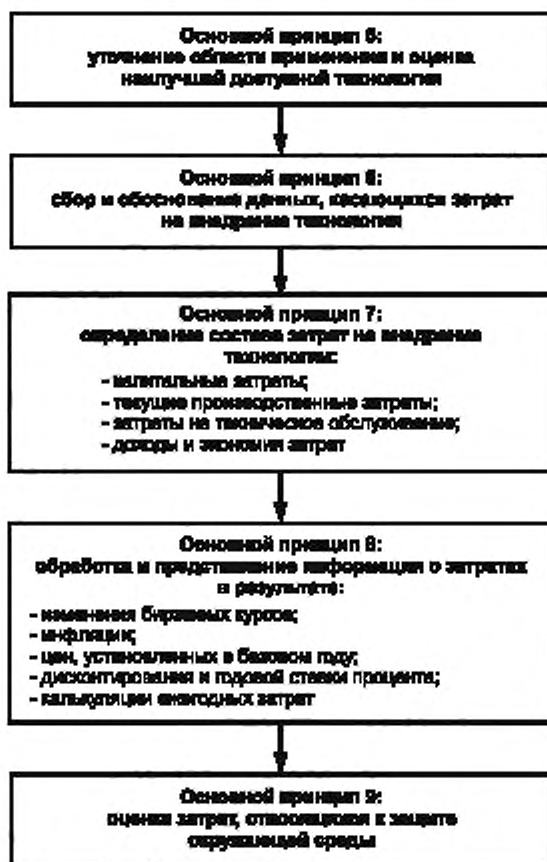 Основной принцип 5:
уточнение области применения и оценка
наилучшей доступной технологии
Основной принцип 6:
сбор и обоснование данных, касающихся затрат
на внедрение технологии
Основной принцип 7:
определение состава затрат на внедрение
технологии:
- капитальные затраты;
- текущие производственные затраты;
- затраты на техническое обслуживание;
- доходы и экономия затрат
Основной принцип 8:
обработка и представление информации о затратах
в результате:
- изменения биржевых курсов;
- инфляции;
- цен, установленных в базовом году;
- дисконтирования и годовой ставки процента;
- калькуляции ежегодных затрат
Основной принцип 9:
оценка затрат, относящихся к защите
окружающей среды